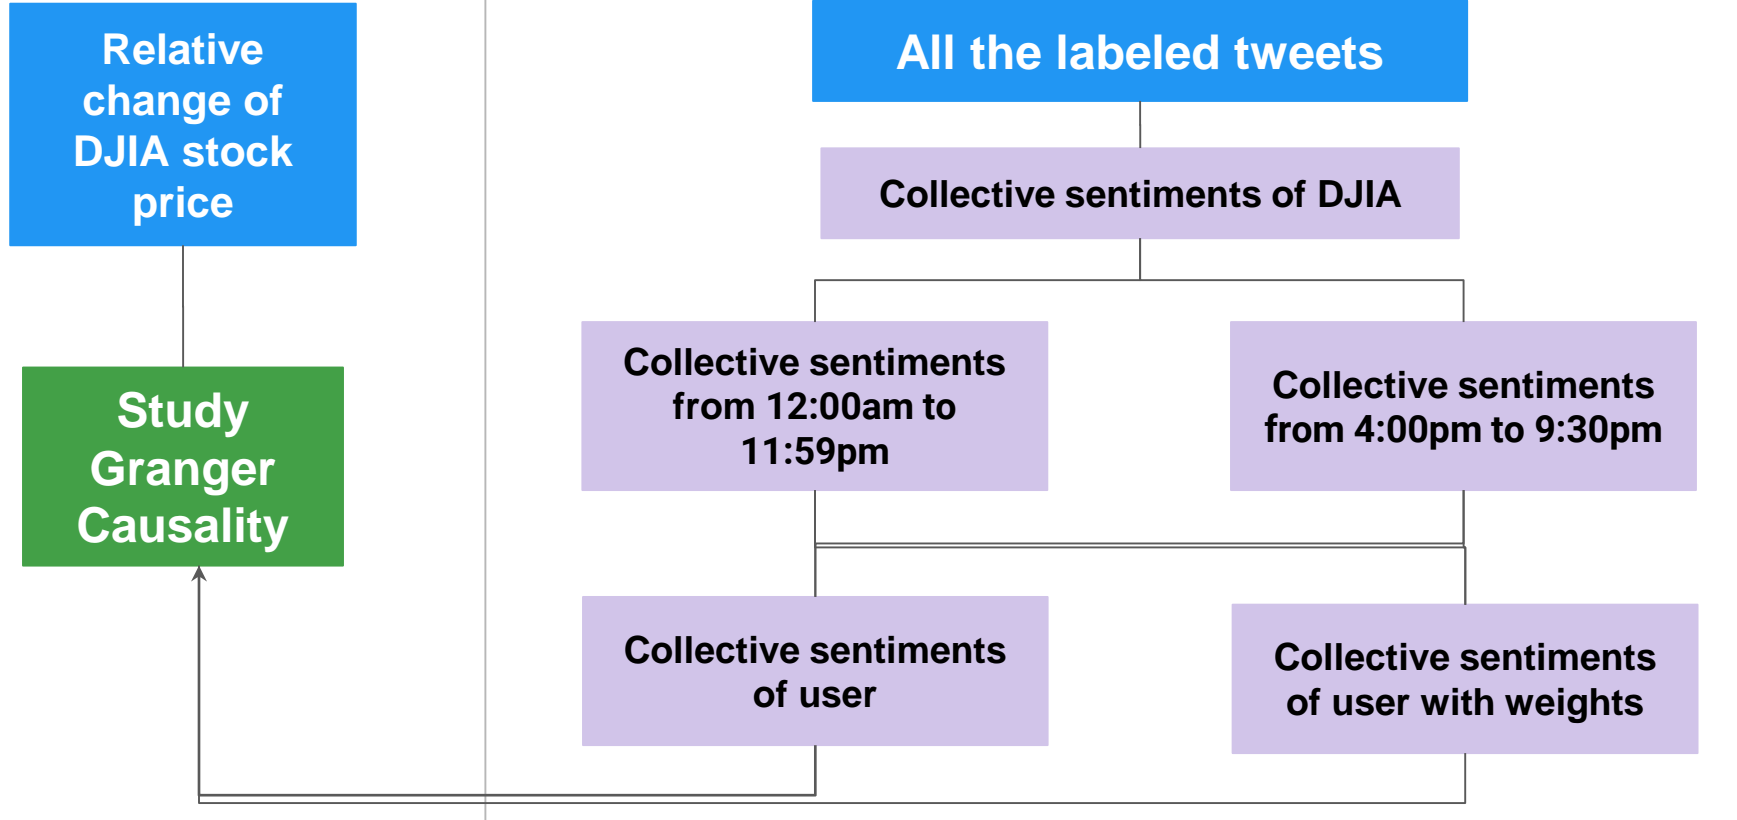 Relative
change of
DJIA stock
price
Study
Granger
Causality
All the labeled tweets
Collective sentiments of DJIA
Collective sentiments
from 12:00am to
11:59pm
Collective sentiments
from 4:00pm to 9:30pm
Collective sentiments
of user
Collective sentiments
of user with weights